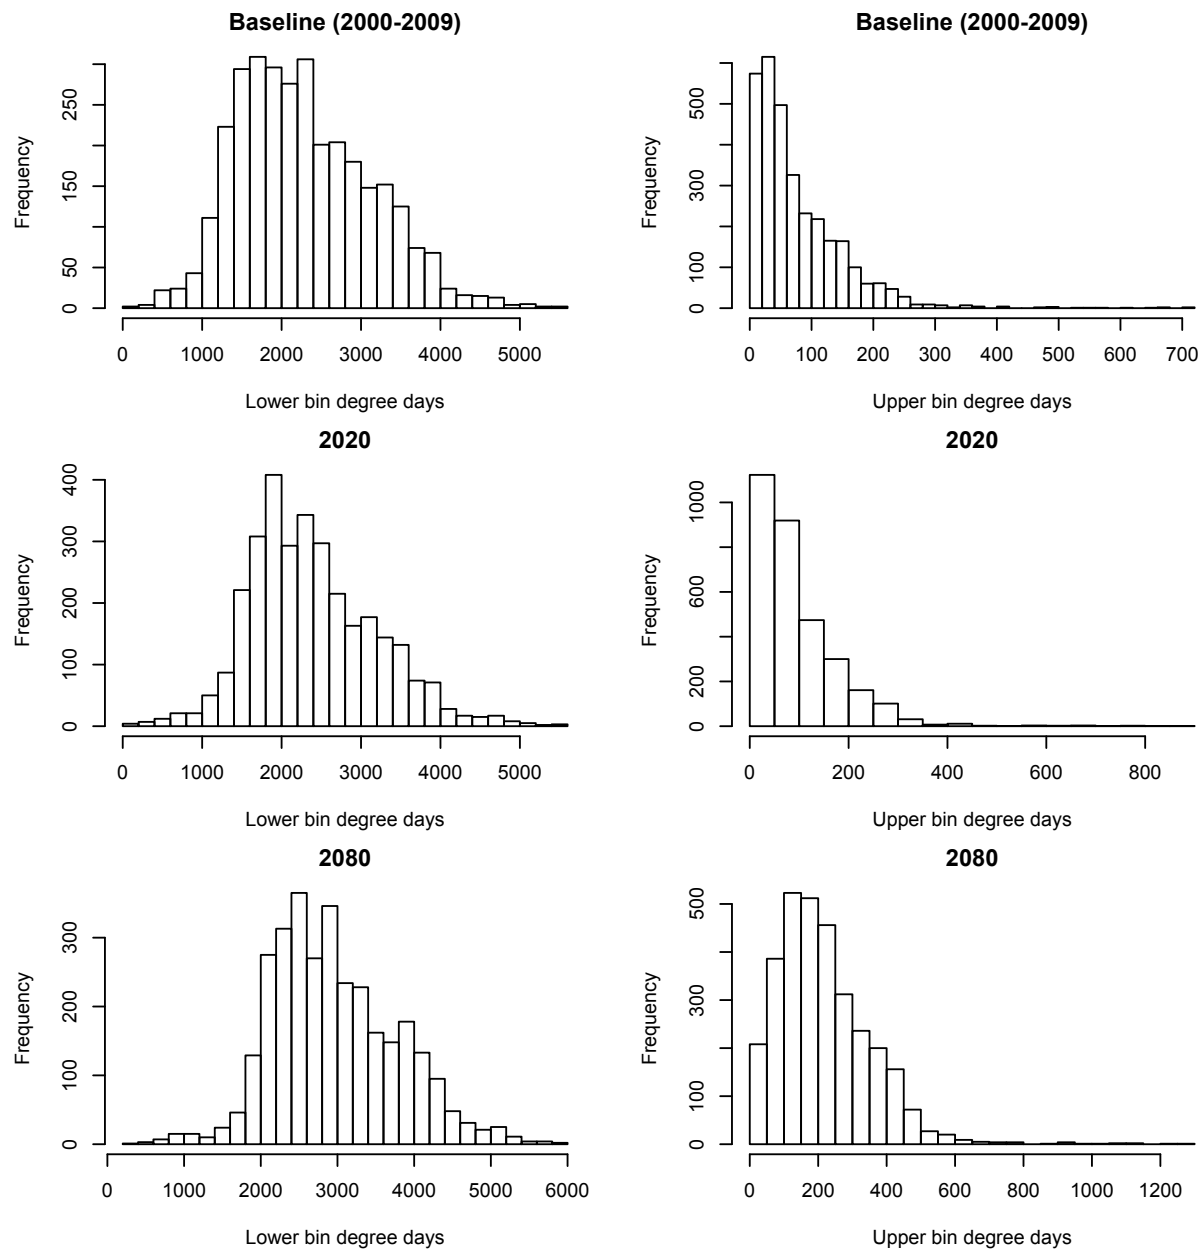 Baseline (2000-2009)
Frequency
0 50 150 250
0 1000 2000 3000 4000 5000
Lower bin degree days
Baseline (2000-2009)
Frequency
0 100 300 500
0 100 200 300 400 500 600 700
Upper bin degree days
2020
Frequency
0 100 200 300 400
0 1000 2000 3000 4000 5000
Lower bin degree days
2020
Frequency
0 200 600 1000
0 200 400 600 800
Upper bin degree days
2080
Frequency
0 100 200 300
0 1000 2000 3000 4000 5000 6000
Lower bin degree days
2080
Frequency
0 100 300 500
0 200 400 600 800 1000 1200
Upper bin degree days